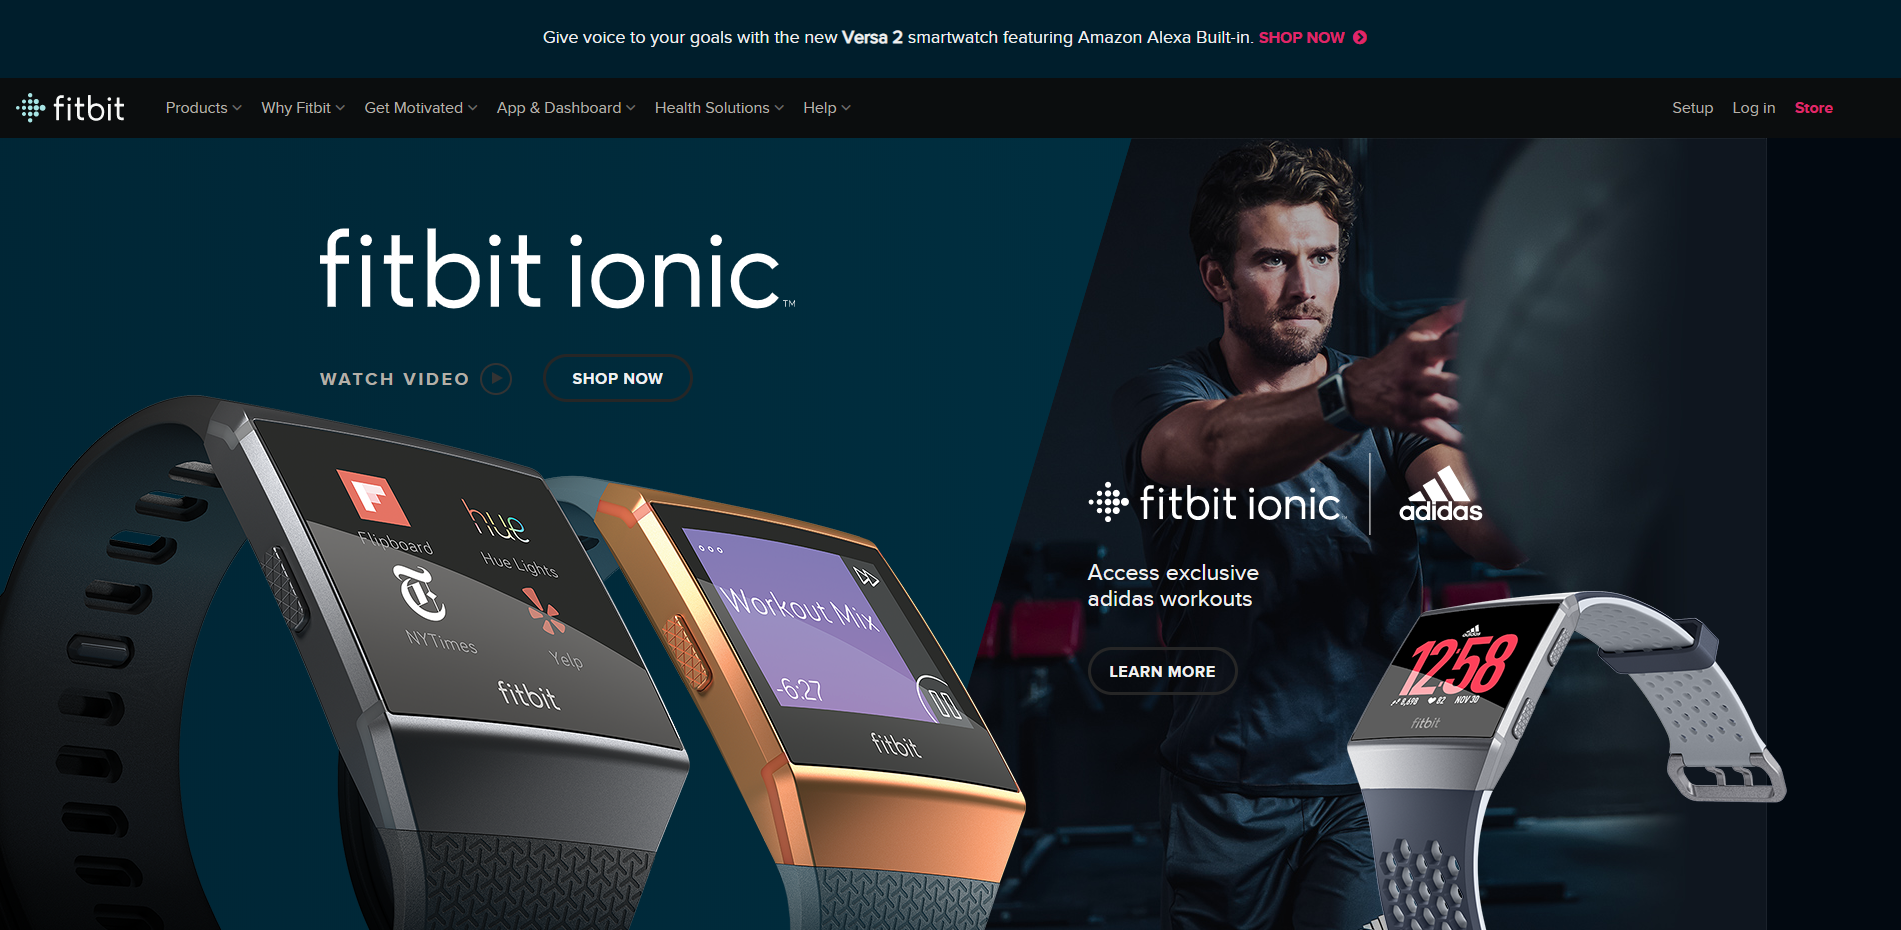 Give voice to your goals with the new Versa 2 smartwatch featuring Amazon Alexa Built-in. SHOP NOW
fitbit
Products
Why Fitbit
Get Motivated
App & Dashboard
Health Solutions
Help
Setup
Log in
Store
fitbit ionic™
WATCH VIDEO
SHOP NOW
Flipboard
hue
Hue Lights
NYTimes
Yelp
fitbit
Workout Mix
-6:27
fitbit
fitbit ionic
adidas
Access exclusive
adidas workouts
LEARN MORE
adidas
12:58
8,698 82 NOV 30
fitbit